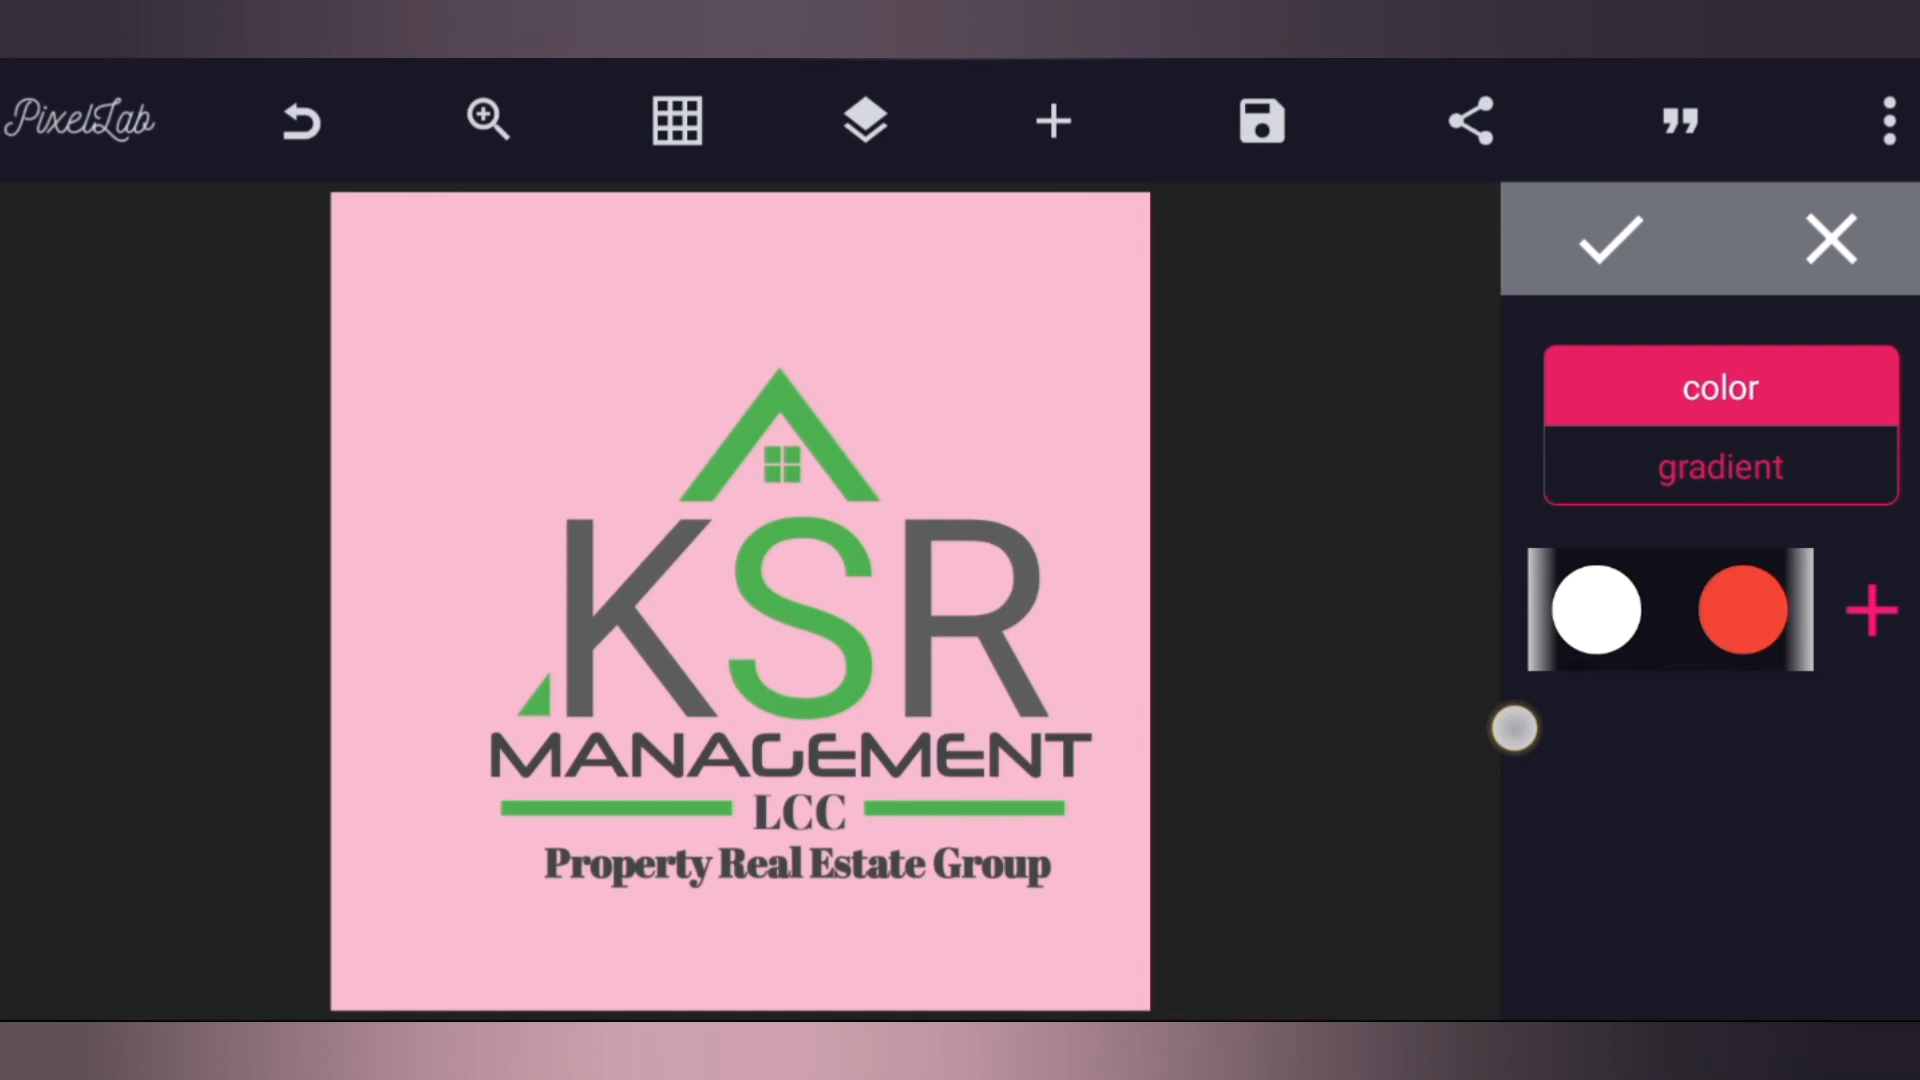 PixelLab
color
gradient
KSR
MANAGEMENT
LCC
Property Real Estate Group